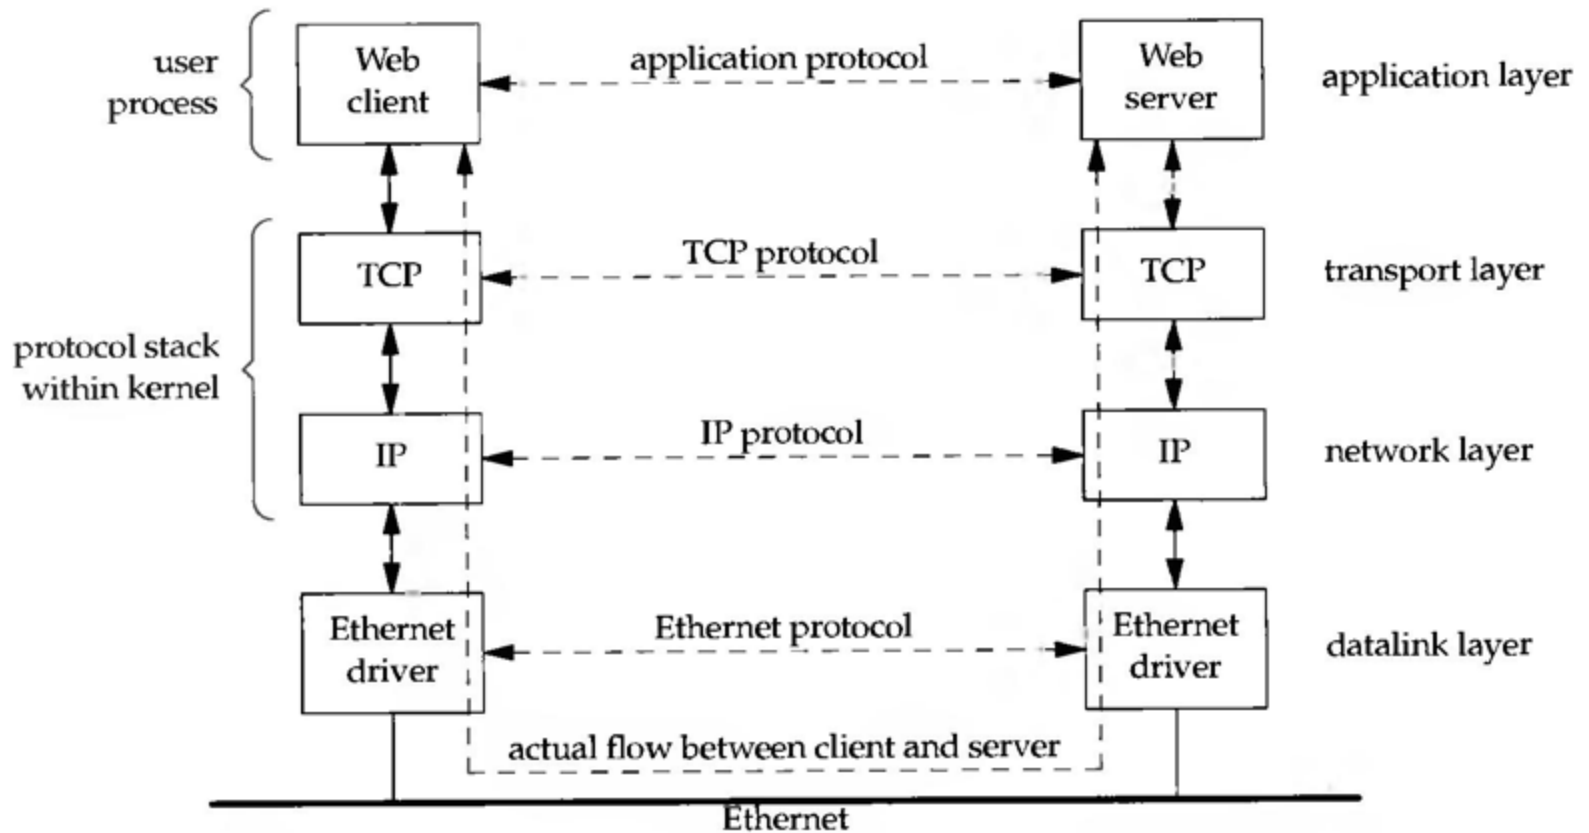 user
process
Web
client
application protocol
Web
server
application layer
TCP
TCP protocol
TCP
transport layer
protocol stack
within kernel
IP
IP protocol
IP
network layer
Ethernet
driver
Ethernet protocol
Ethernet
driver
datalink layer
actual flow between client and server
Ethernet